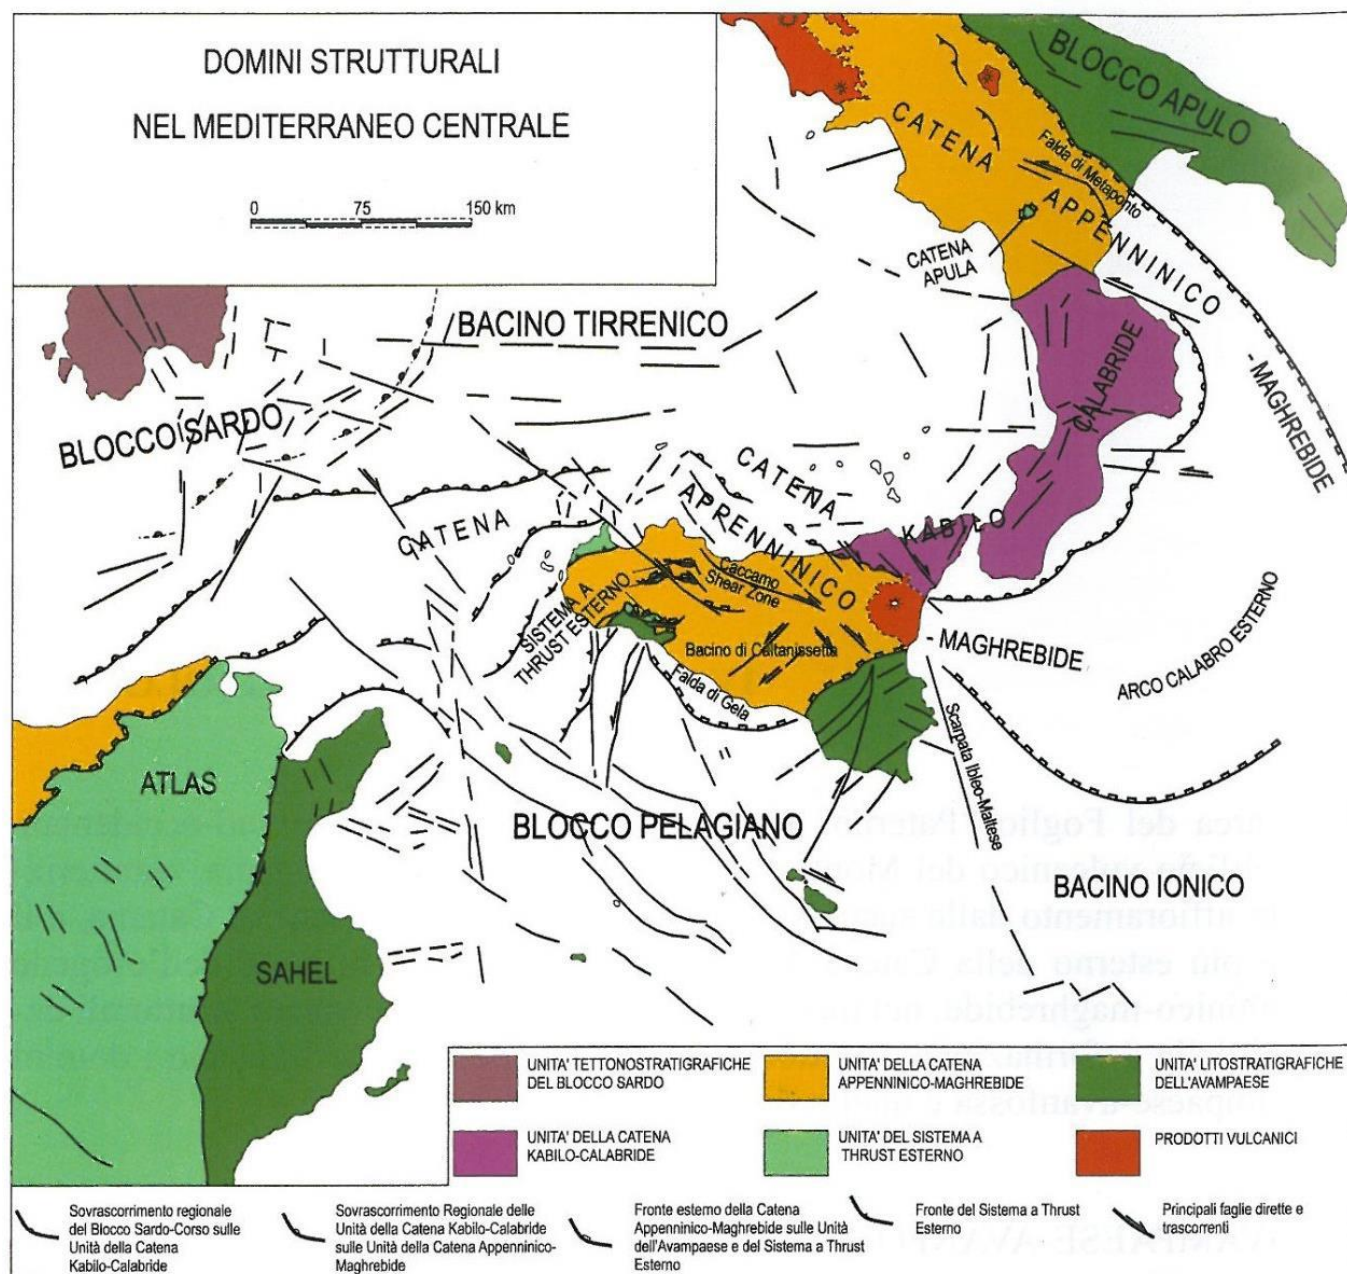 DOMINI STRUTTURALI
NEL MEDITERRANEO CENTRALE
0 75 150 km
BLOCCO APULO
CATENA
APPENNINICO
Falda di Metaponto
CATENA
APULA
BACINO TIRRENICO
- MAGHREBIDE
CALABRIDE
BLOCCO SARDO
CATENA
CATENA
APRENNINICO
KABILO
Caccamo
Shear Zone
SISTEMA A
THRUST ESTERNO
Bacino di Caltanissetta
- MAGHREBIDE
ARCO CALABRO ESTERNO
Falda di Gela
Scarpata Ibleo-Maltese
ATLAS
BLOCCO PELAGIANO
BACINO IONICO
SAHEL
UNITA' TETTONOSTRATIGRAFICHE
DEL BLOCCO SARDO
UNITA' DELLA CATENA
APPENNINICO-MAGHREBIDE
UNITA' LITOSTRATIGRAFICHE
DELL'AVAMPAESE
UNITA' DELLA CATENA
KABILO-CALABRIDE
UNITA' DEL SISTEMA A
THRUST ESTERNO
PRODOTTI VULCANICI
Sovrascorrimento regionale
del Blocco Sardo-Corso sulle
Unità della Catena
Kabilo-Calabride
Sovrascorrimento Regionale delle
Unità della Catena Kabilo-Calabride
sulle Unità della Catena Appenninico-
Maghrebide
Fronte esterno della Catena
Appenninico-Maghrebide sulle Unità
dell'Avampaese e del Sistema a Thrust
Esterno
Fronte del Sistema a Thrust
Esterno
Principali faglie dirette e
trascorrenti